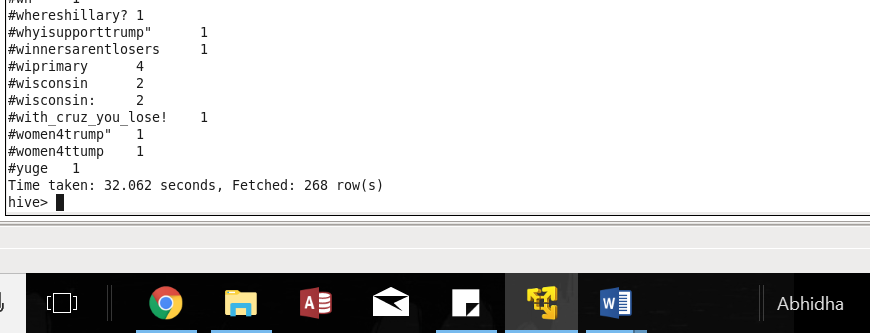 #whereshillary? 1
#whyisupporttrump" 1
#winnersarentlosers 1
#wiprimary 4
#wisconsin 2
#wisconsin: 2
#with_cruz_you_lose! 1
#women4trump" 1
#women4ttump 1
#yuge 1
Time taken: 32.062 seconds, Fetched: 268 row(s)
hive>
A
W
Abhidha